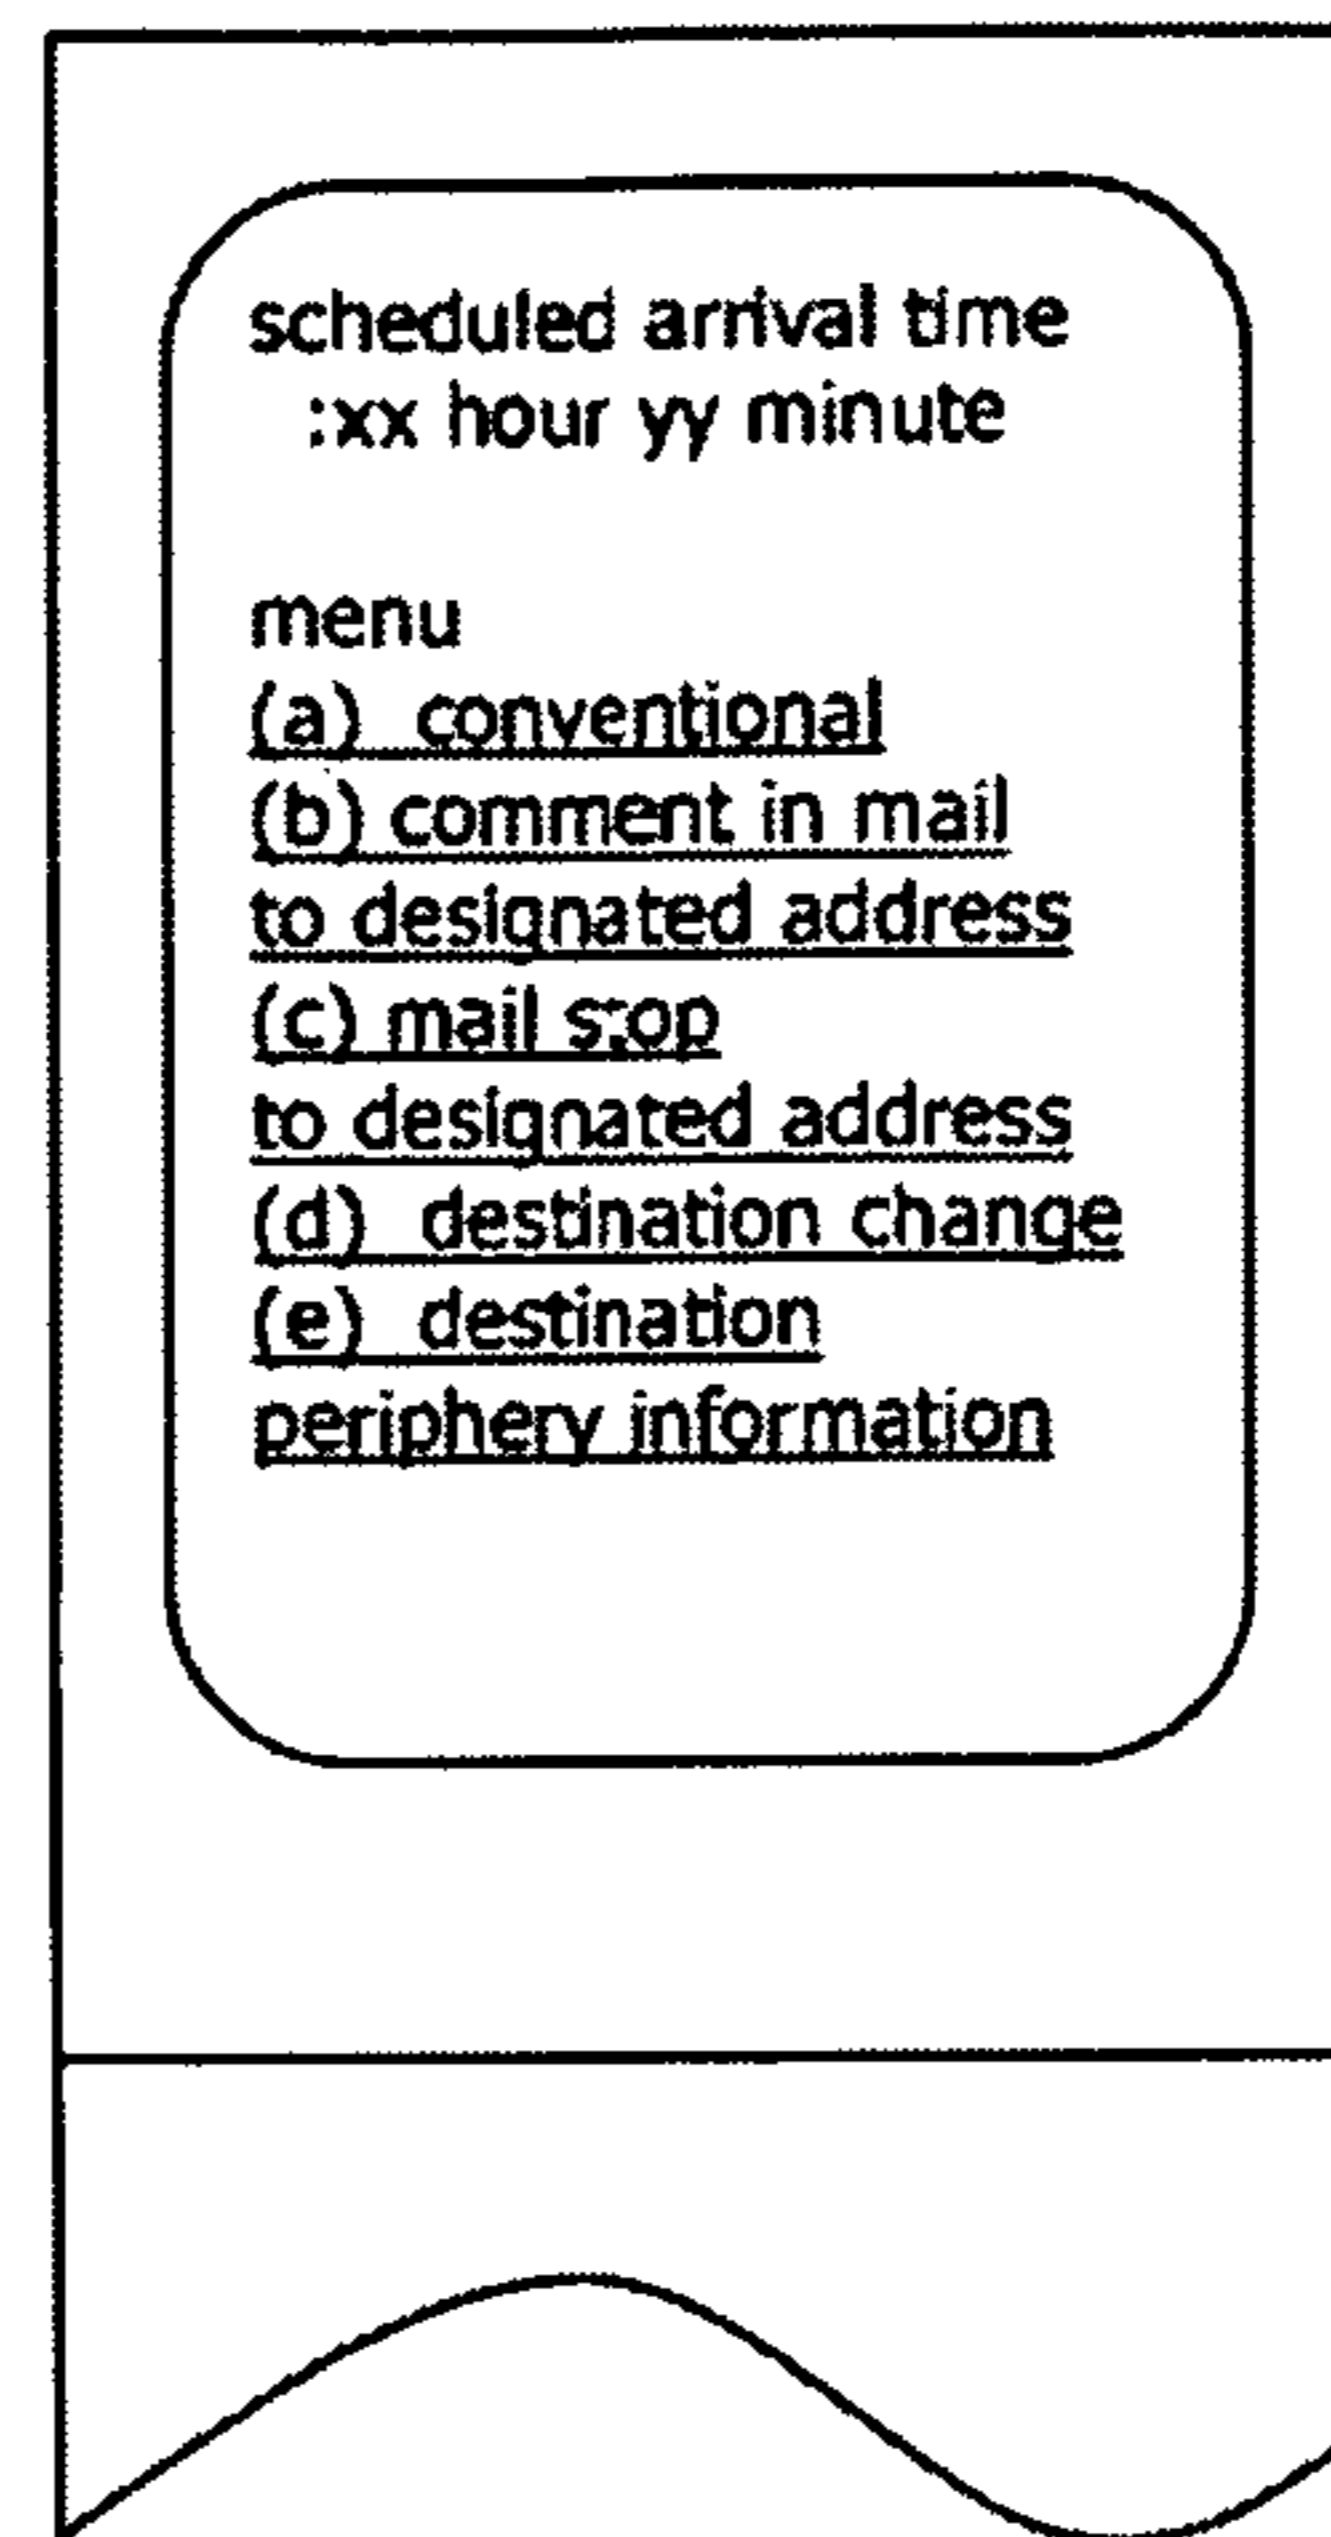 scheduled arrival time
:xx hour yy minute
menu
(a) conventional
(b) comment in mail
to designated address
(c) mail stop
to designated address
(d) destination change
(e) destination
periphery information